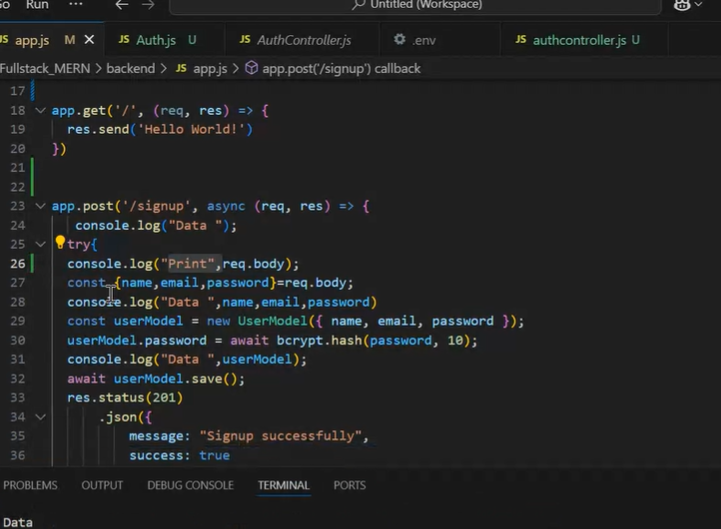 Go Run ... Untitled (Workspace)
JS app.js M JS Auth.js U JS AuthController.js .env JS authcontroller.js U
Fullstack_MERN > backend > JS app.js > app.post('/signup') callback
17
18 app.get('/', (req, res) => {
19 res.send('Hello World!')
20 })
21
22
23 app.post('/signup', async (req, res) => {
24 console.log("Data ");
25 try{
26 console.log("Print",req.body);
27 const {name,email,password}=req.body;
28 console.log("Data ",name,email,password)
29 const userModel = new UserModel({ name, email, password });
30 userModel.password = await bcrypt.hash(password, 10);
31 console.log("Data ",userModel);
32 await userModel.save();
33 res.status(201)
34 .json({
35 message: "Signup successfully",
36 success: true
PROBLEMS OUTPUT DEBUG CONSOLE TERMINAL PORTS
Data